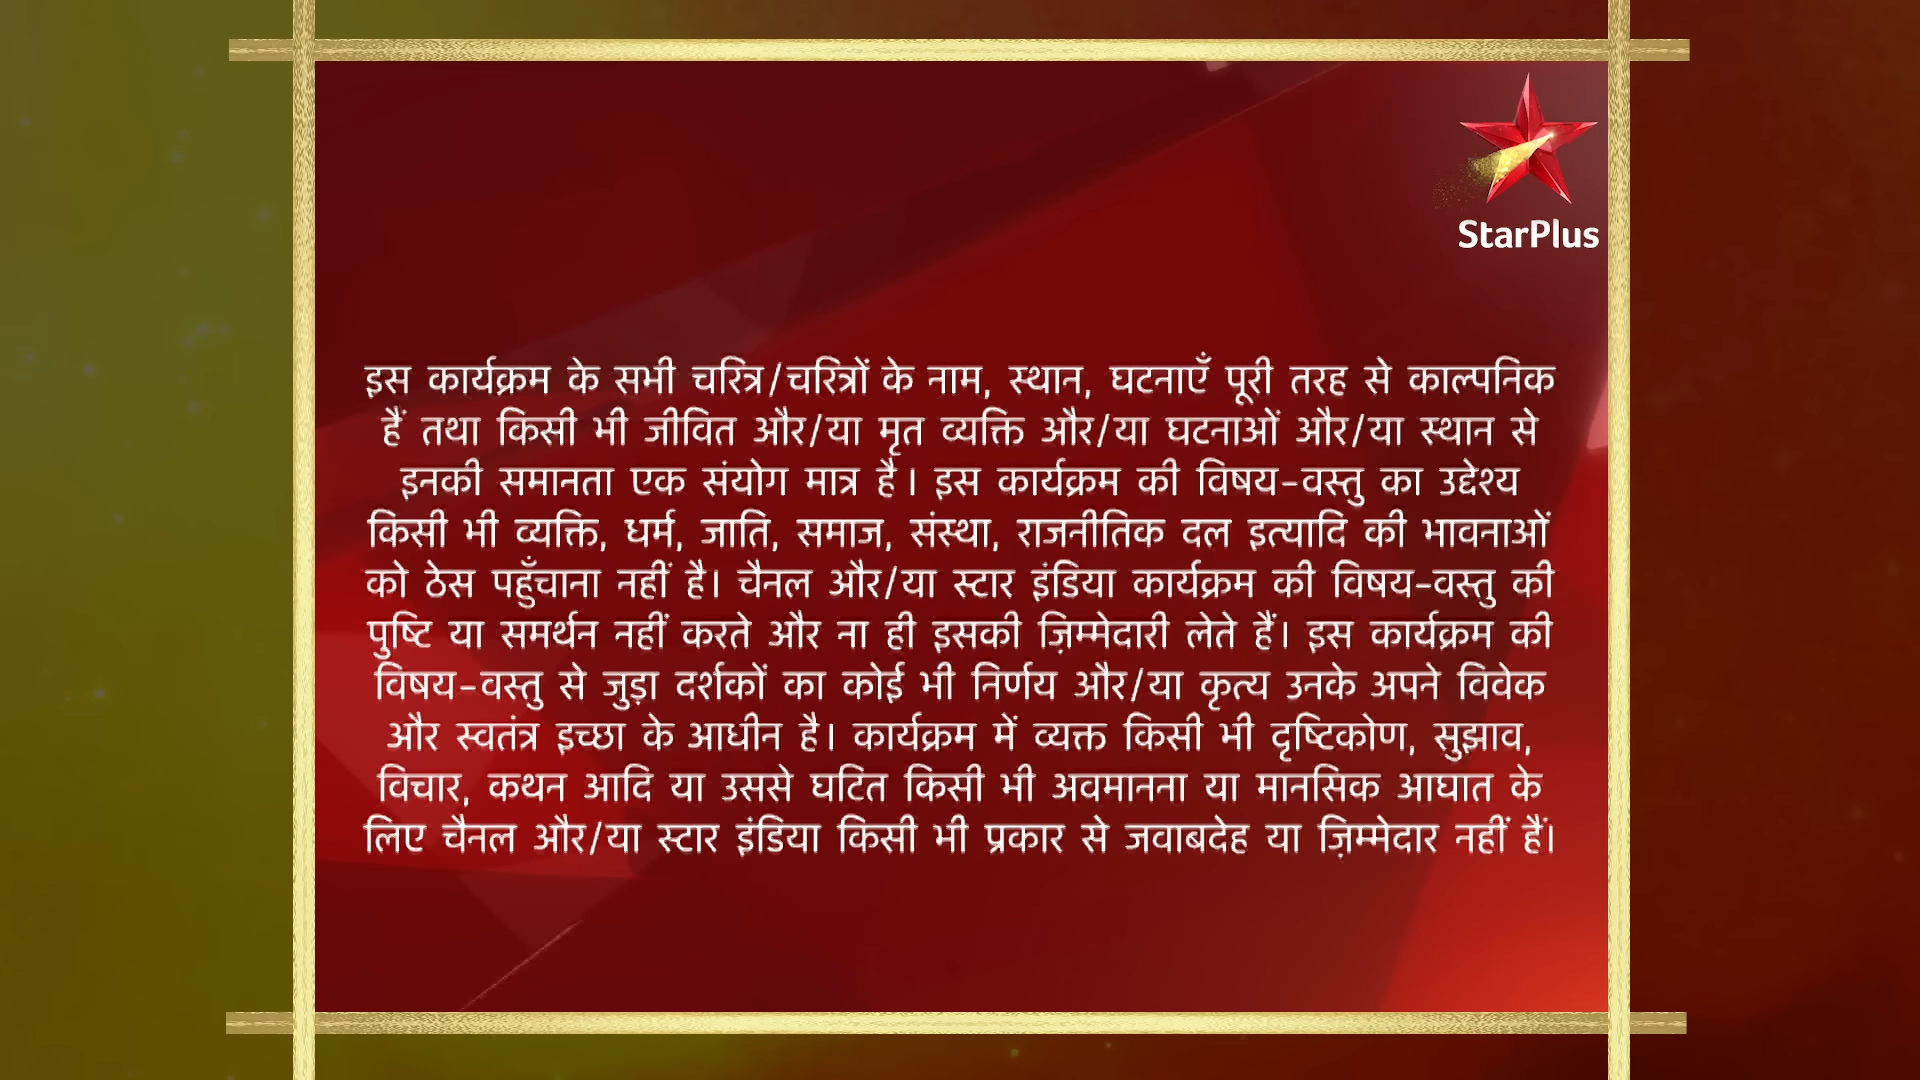 StarPlus
इस कार्यक्रम के सभी चरित्र/चरित्रों के नाम, स्थान, घटनाएँ पूरी तरह से काल्पनिक
हैं तथा किसी भी जीवित और/या मृत व्यक्ति और/या घटनाओं और/या स्थान से
इनकी समानता एक संयोग मात्र है। इस कार्यक्रम की विषय-वस्तु का उद्देश्य
किसी भी व्यक्ति, धर्म, जाति, समाज, संस्था, राजनीतिक दल इत्यादि की भावनाओं
को ठेस पहुँचाना नहीं है। चैनल और/या स्टार इंडिया कार्यक्रम की विषय-वस्तु की
पुष्टि या समर्थन नहीं करते और ना ही इसकी ज़िम्मेदारी लेते हैं। इस कार्यक्रम की
विषय-वस्तु से जुड़ा दर्शकों का कोई भी निर्णय और/या कृत्य उनके अपने विवेक
और स्वतंत्र इच्छा के आधीन है। कार्यक्रम में व्यक्त किसी भी दृष्टिकोण, सुझाव,
विचार, कथन आदि या उससे घटित किसी भी अवमानना या मानसिक आघात के
लिए चैनल और/या स्टार इंडिया किसी भी प्रकार से जवाबदेह या ज़िम्मेदार नहीं हैं।